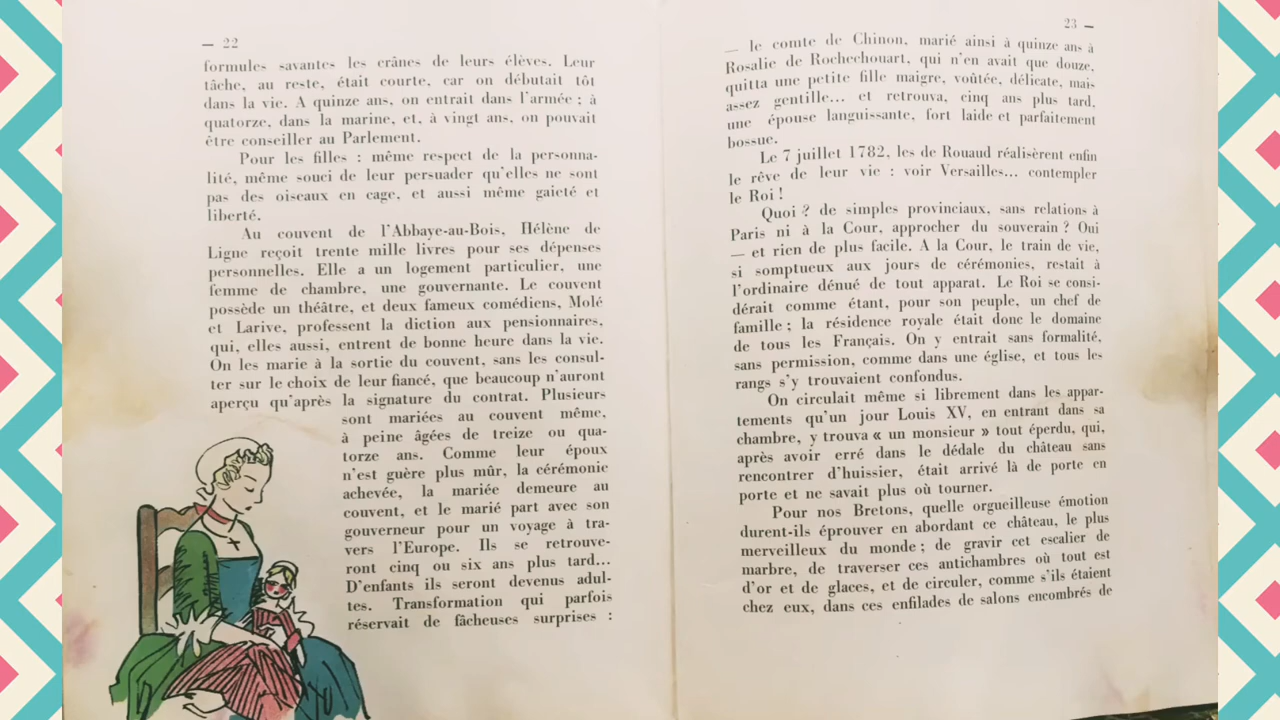 — 22
formules savantes les crânes de leurs élèves. Leur
tâche, au reste, était courte, car on débutait tôt
dans la vie. A quinze ans, on entrait dans l'armée ; à
quatorze, dans la marine, et, à vingt ans, on pouvait
être conseiller au Parlement.
Pour les filles : même respect de la personna-
lité, même souci de leur persuader qu'elles ne sont
pas des oiseaux en cage, et aussi même gaieté et
liberté.
Au couvent de l'Abbaye-au-Bois, Hélène de
Ligne reçoit trente mille livres pour ses dépenses
personnelles. Elle a un logement particulier, une
femme de chambre, une gouvernante. Le couvent
possède un théâtre, et deux fameux comédiens, Molé
et Larive, professent la diction aux pensionnaires,
qui, elles aussi, entrent de bonne heure dans la vie.
On les marie à la sortie du couvent, sans les consul-
ter sur le choix de leur fiancé, que beaucoup n'auront
aperçu qu'après la signature du contrat. Plusieurs
sont mariées au couvent même,
à peine âgées de treize ou qua-
torze ans. Comme leur époux
n'est guère plus mûr, la cérémonie
achevée, la mariée demeure au
couvent, et le marié part avec son
gouverneur pour un voyage à tra-
vers l'Europe. Ils se retrouve-
ront cinq ou six ans plus tard...
D'enfants ils seront devenus adul-
tes. Transformation qui parfois
réservait de fâcheuses surprises :
23 —
— le comte de Chinon, marié ainsi à quinze ans à
Rosalie de Rochechouart, qui n'en avait que douze,
quitta une petite fille maigre, voûtée, délicate, mais
assez gentille... et retrouva, cinq ans plus tard,
une épouse languissante, fort laide et parfaitement
bossue.
Le 7 juillet 1782, les de Rouaud réalisèrent enfin
le rêve de leur vie : voir Versailles... contempler
le Roi !
Quoi ? de simples provinciaux, sans relations à
Paris ni à la Cour, approcher du souverain ? Oui
— et rien de plus facile. A la Cour, le train de vie,
si somptueux aux jours de cérémonies, restait à
l'ordinaire dénué de tout apparat. Le Roi se consi-
dérait comme étant, pour son peuple, un chef de
famille ; la résidence royale était donc le domaine
de tous les Français. On y entrait sans formalité,
sans permission, comme dans une église, et tous les
rangs s'y trouvaient confondus.
On circulait même si librement dans les appar-
tements qu'un jour Louis XV, en entrant dans sa
chambre, y trouva « un monsieur » tout éperdu, qui,
après avoir erré dans le dédale du château sans
rencontrer d'huissier, était arrivé là de porte en
porte et ne savait plus où tourner.
Pour nos Bretons, quelle orgueilleuse émotion
durent-ils éprouver en abordant ce château, le plus
merveilleux du monde ; de gravir cet escalier de
marbre, de traverser ces antichambres où tout est
d'or et de glaces, et de circuler, comme s'ils étaient
chez eux, dans ces enfilades de salons encombrés de